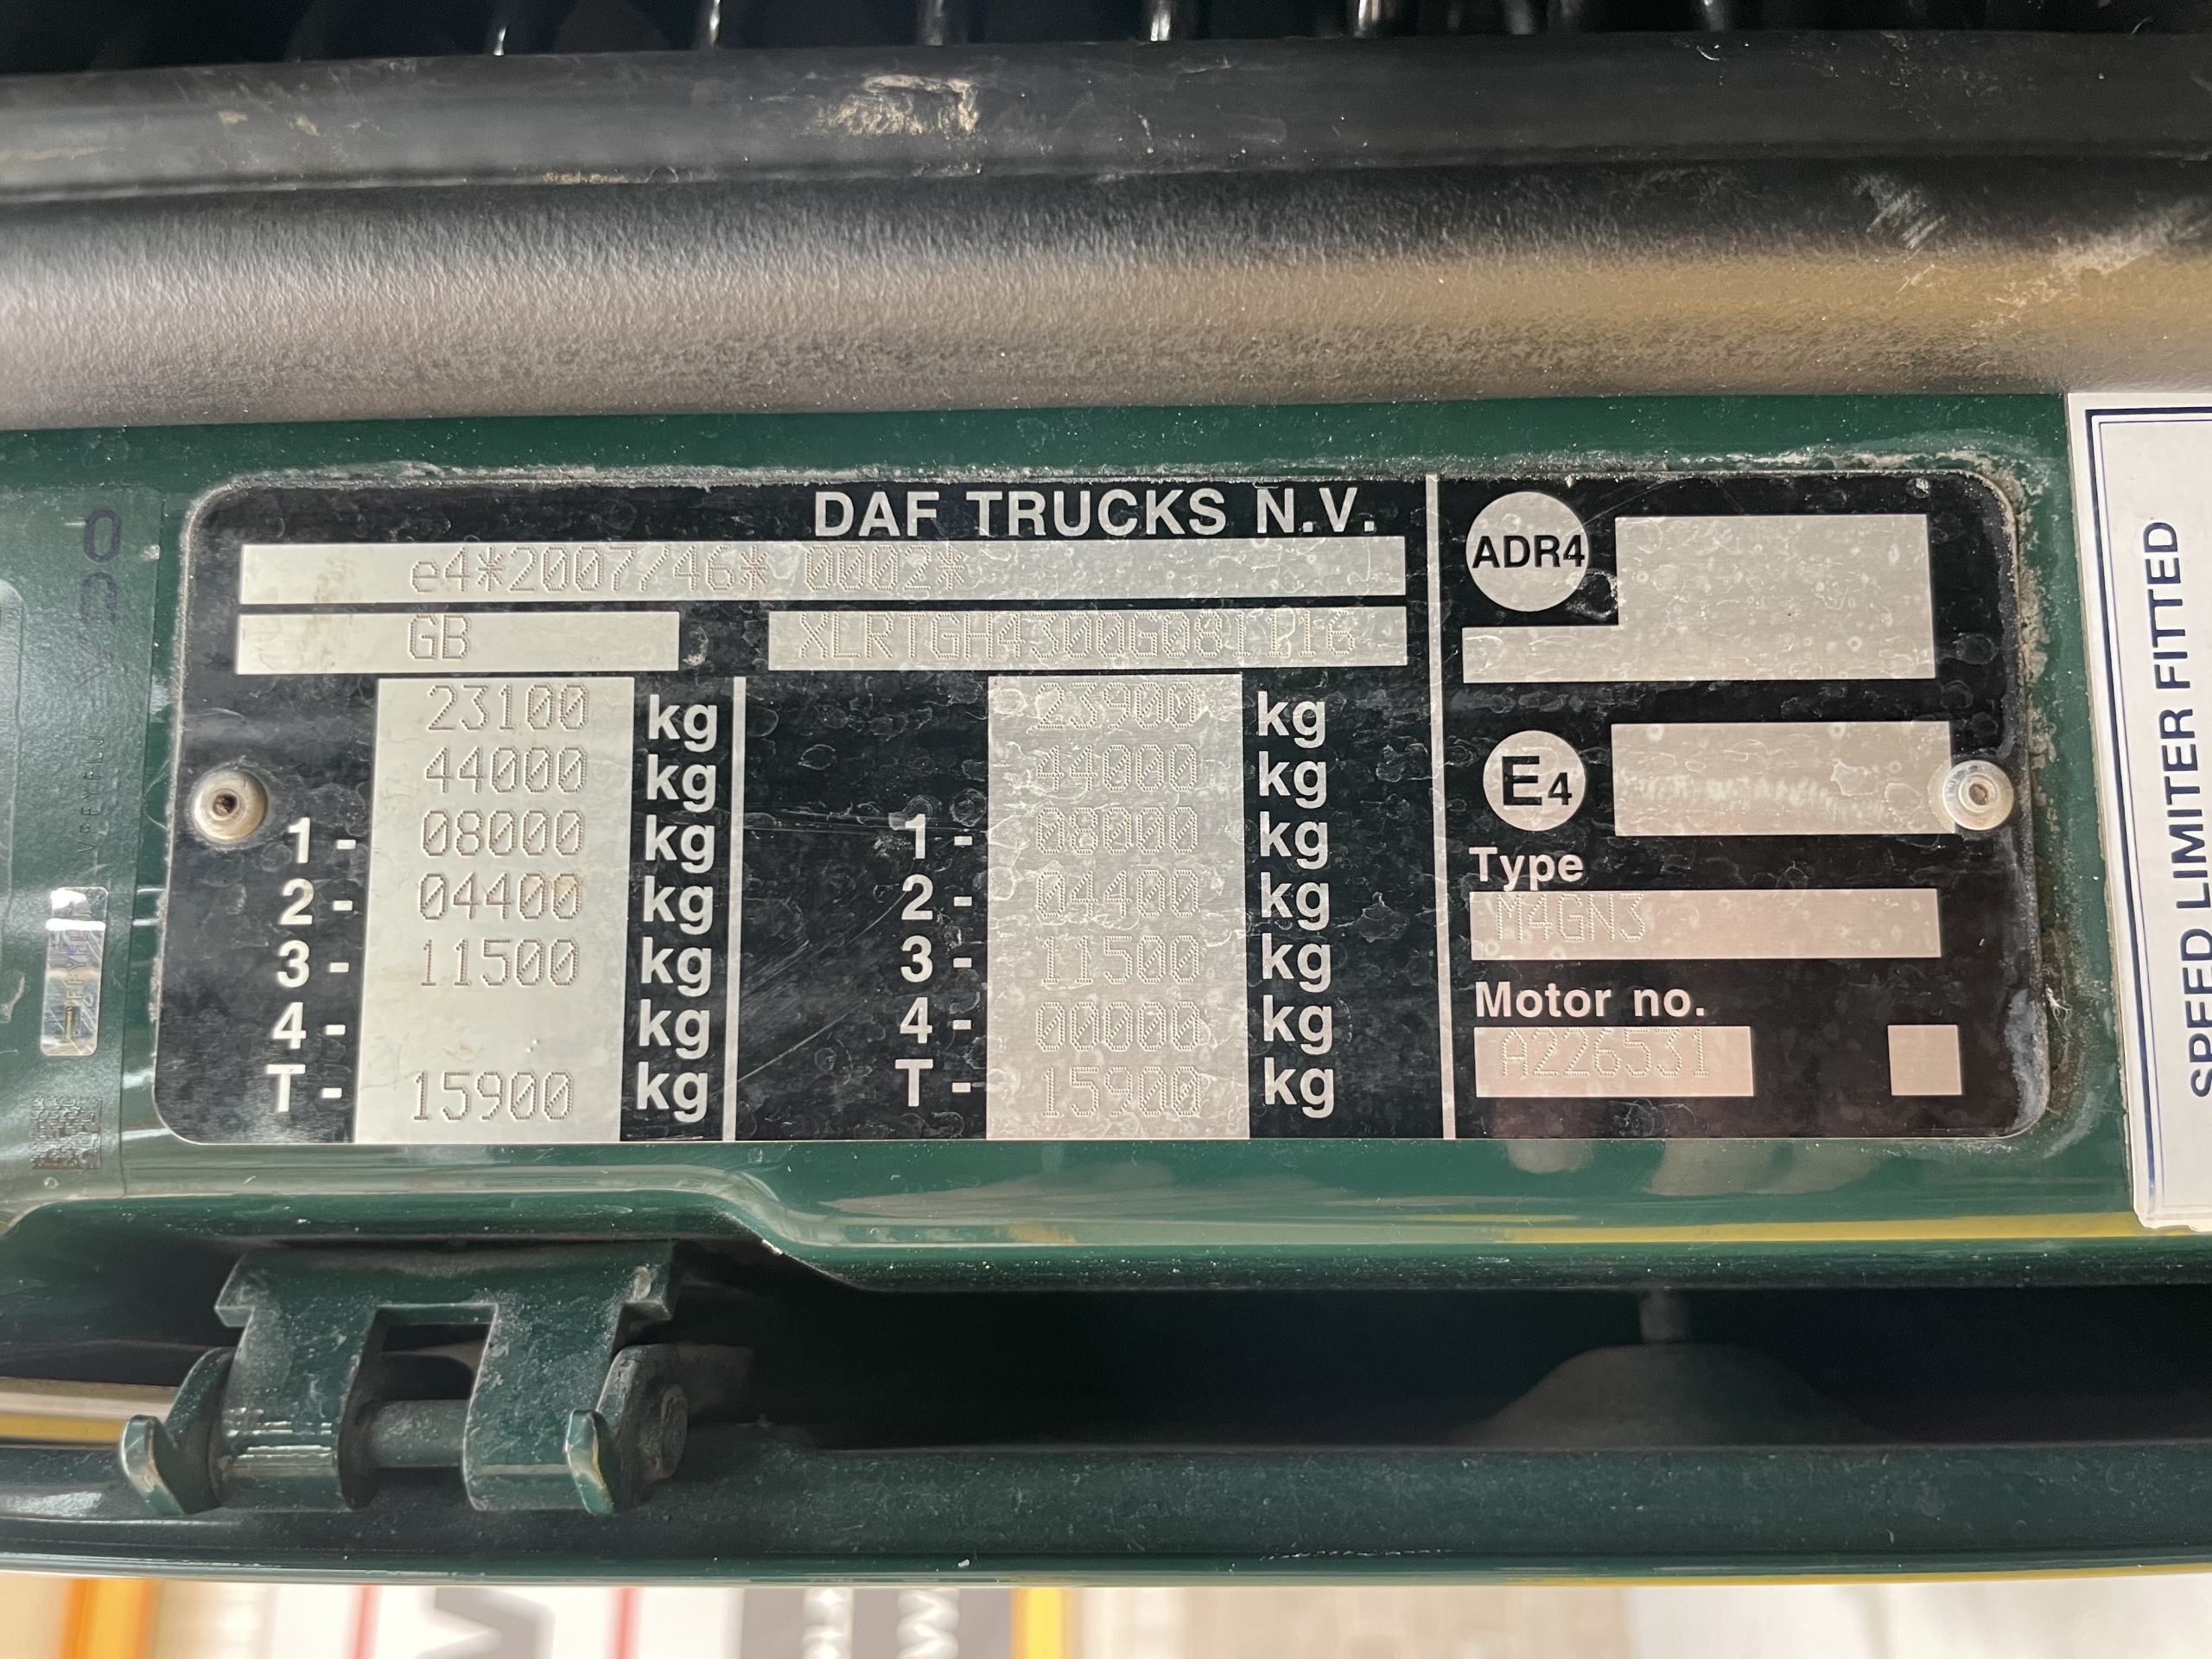 DAF TRUCKS N.V.
e4*2007/46* 0002*
GB
23100 kg
44000 kg
1 - 08000 kg
2 - 04400 kg
3 - 11500 kg
4 - kg
T - 15900 kg
23900 kg
44000 kg
1 - 08000 kg
2 - 04400 kg
3 - 11500 kg
4 - 00000 kg
T - 15900 kg
ADR4
E4
Type
M4GN3
Motor no.
A226531
SPEED LIMITER FITTED
VDO